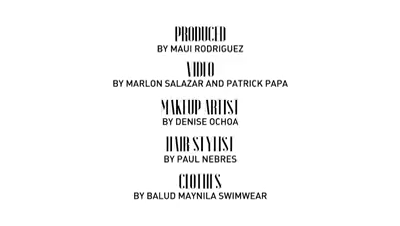 PRODUCED
BY MAUI RODRIGUEZ
VIDEO
BY MARLON SALAZAR AND PATRICK PAPA
MAKEUP ARTIST
BY DENISE OCHOA
HAIR STYLIST
BY PAUL NEBRES
CLOTHES
BY BALUD MAYNILA SWIMWEAR